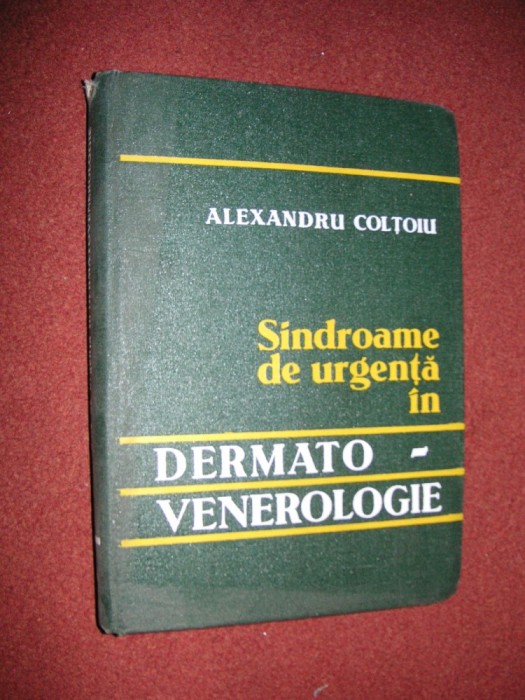 ALEXANDRU COLȚOIU
Sindroame
de urgență
în
DERMATO -
VENEROLOGIE